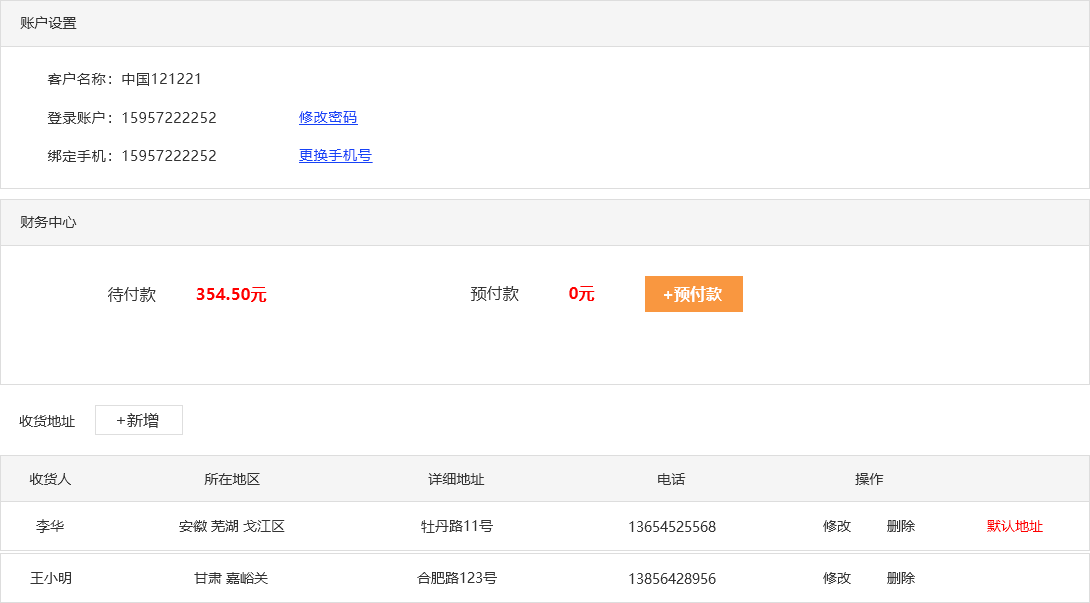 账户设置
客户名称：中国121221
登录账户：15957222252 修改密码
绑定手机：15957222252 更换手机号
财务中心
待付款 354.50元 预付款 0元 +预付款
收货地址 +新增
收货人 所在地区 详细地址 电话 操作
李华 安徽 芜湖 弋江区 牡丹路11号 13654525568 修改 删除 默认地址
王小明 甘肃 嘉峪关 合肥路123号 13856428956 修改 删除